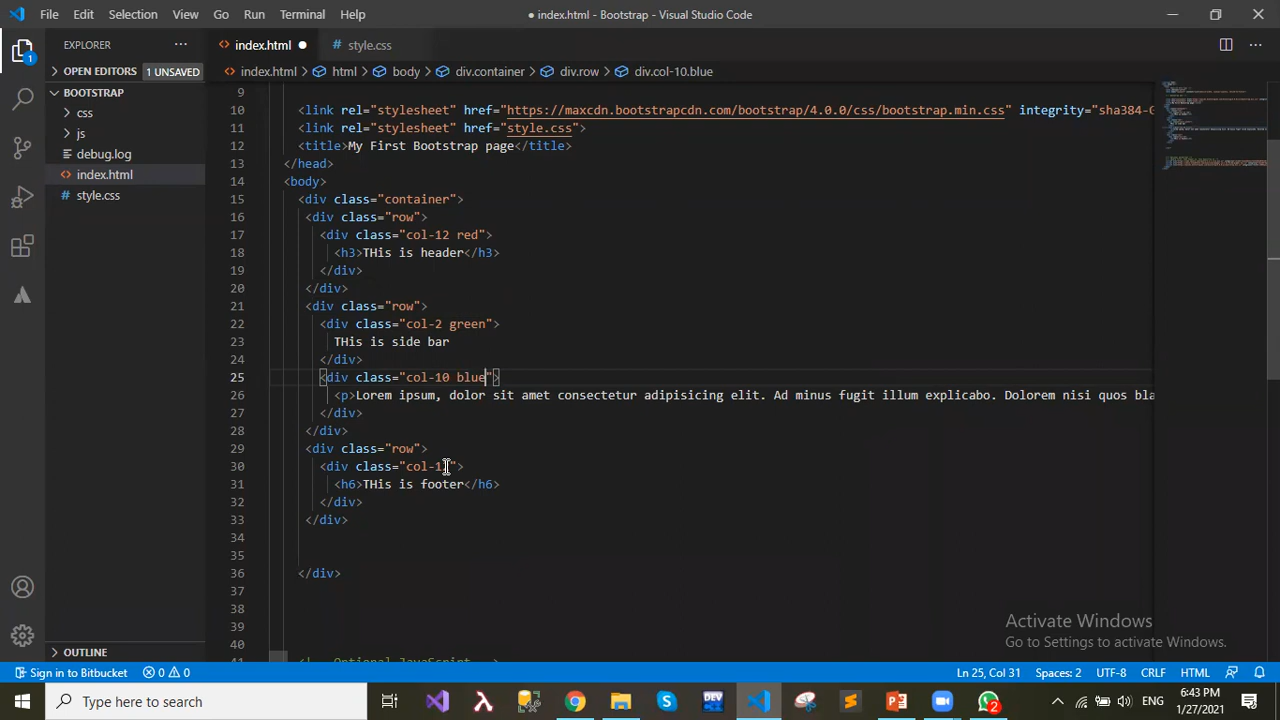 File Edit Selection View Go Run Terminal Help
● index.html - Bootstrap - Visual Studio Code
EXPLORER
index.html
style.css
OPEN EDITORS 1 UNSAVED
index.html > html > body > div.container > div.row > div.col-10.blue
BOOTSTRAP
css
js
debug.log
index.html
style.css
1
9
10 <link rel="stylesheet" href="https://maxcdn.bootstrapcdn.com/bootstrap/4.0.0/css/bootstrap.min.css" integrity="sha384-
11 <link rel="stylesheet" href="style.css">
12 <title>My First Bootstrap page</title>
13 </head>
14 <body>
15 <div class="container">
16 <div class="row">
17 <div class="col-12 red">
18 <h3>THis is header</h3>
19 </div>
20 </div>
21 <div class="row">
22 <div class="col-2 green">
23 THis is side bar
24 </div>
25 <div class="col-10 blue">
26 <p>Lorem ipsum, dolor sit amet consectetur adipisicing elit. Ad minus fugit illum explicabo. Dolorem nisi quos bla
27 </div>
28 </div>
29 <div class="row">
30 <div class="col-1 ">
31 <h6>THis is footer</h6>
32 </div>
33 </div>
34
35
36 </div>
37
38
39
40
41 <!-- Optional JavaScript -->
OUTLINE
Activate Windows
Go to Settings to activate Windows.
Sign in to Bitbucket 0 0
Ln 25, Col 31 Spaces: 2 UTF-8 CRLF HTML
Type here to search
2
ENG
6:43 PM
1/27/2021